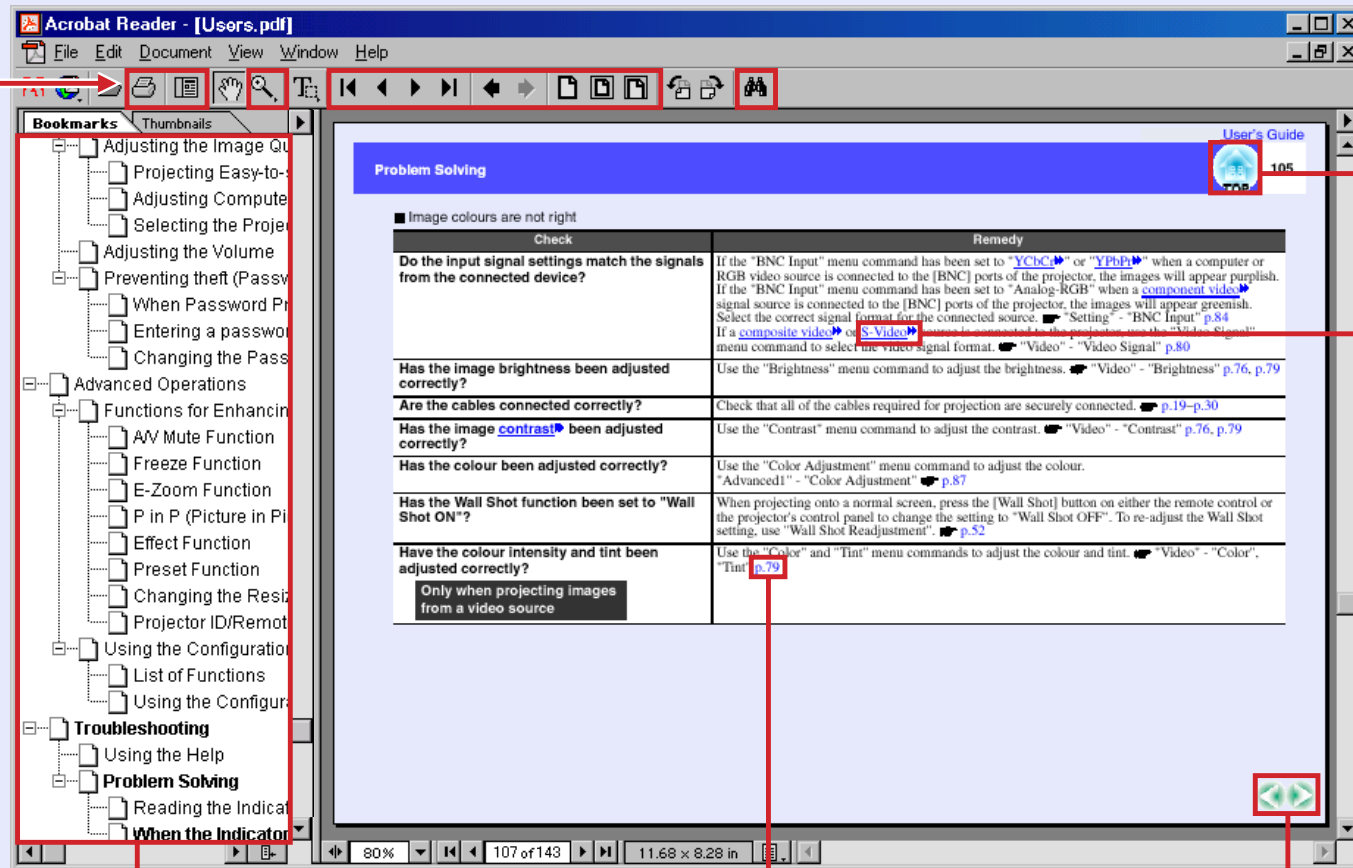 Acrobat Reader - [Users.pdf]
File Edit Document View Window Help
Bookmarks Thumbnails
Adjusting the Image Qu
Projecting Easy-to-
Adjusting Compute
Selecting the Proje
Adjusting the Volume
Preventing theft (Passw
When Password Pr
Entering a passwo
Changing the Pass
Advanced Operations
Functions for Enhancin
A/V Mute Function
Freeze Function
E-Zoom Function
P in P (Picture in Pi
Effect Function
Preset Function
Changing the Resiz
Projector ID/Remot
Using the Configuratio
List of Functions
Using the Configura
Troubleshooting
Using the Help
Problem Solving
Reading the Indicat
When the Indicator
User's Guide
Problem Solving
TOP
105
■ Image colours are not right
Check Remedy
Do the input signal settings match the signals
from the connected device?
If the "BNC Input" menu command has been set to "YCbCr" or "YPbPr" when a computer or
RGB video source is connected to the [BNC] ports of the projector, the images will appear purplish.
If the "BNC Input" menu command has been set to "Analog-RGB" when a component video
signal source is connected to the [BNC] ports of the projector, the images will appear greenish.
Select the correct signal format for the connected source. "Setting" - "BNC Input" p.84
If a composite video or S-Video source is connected to the projector, use the "Video Signal"
menu command to select the video signal format. "Video" - "Video Signal" p.80
Has the image brightness been adjusted
correctly?
Use the "Brightness" menu command to adjust the brightness. "Video" - "Brightness" p.76, p.79
Are the cables connected correctly?
Check that all of the cables required for projection are securely connected. p.19–p.30
Has the image contrast been adjusted
correctly?
Use the "Contrast" menu command to adjust the contrast. "Video" - "Contrast" p.76, p.79
Has the colour been adjusted correctly?
Use the "Color Adjustment" menu command to adjust the colour.
"Advanced1" - "Color Adjustment" p.87
Has the Wall Shot function been set to "Wall
Shot ON"?
When projecting onto a normal screen, press the [Wall Shot] button on either the remote control or
the projector's control panel to change the setting to "Wall Shot OFF". To re-adjust the Wall Shot
setting, use "Wall Shot Readjustment". p.52
Have the colour intensity and tint been
adjusted correctly?
Only when projecting images
from a video source
Use the "Color" and "Tint" menu commands to adjust the colour and tint. "Video" - "Color",
"Tint" p.79
80% 107 of 143 11.68 × 8.28 in